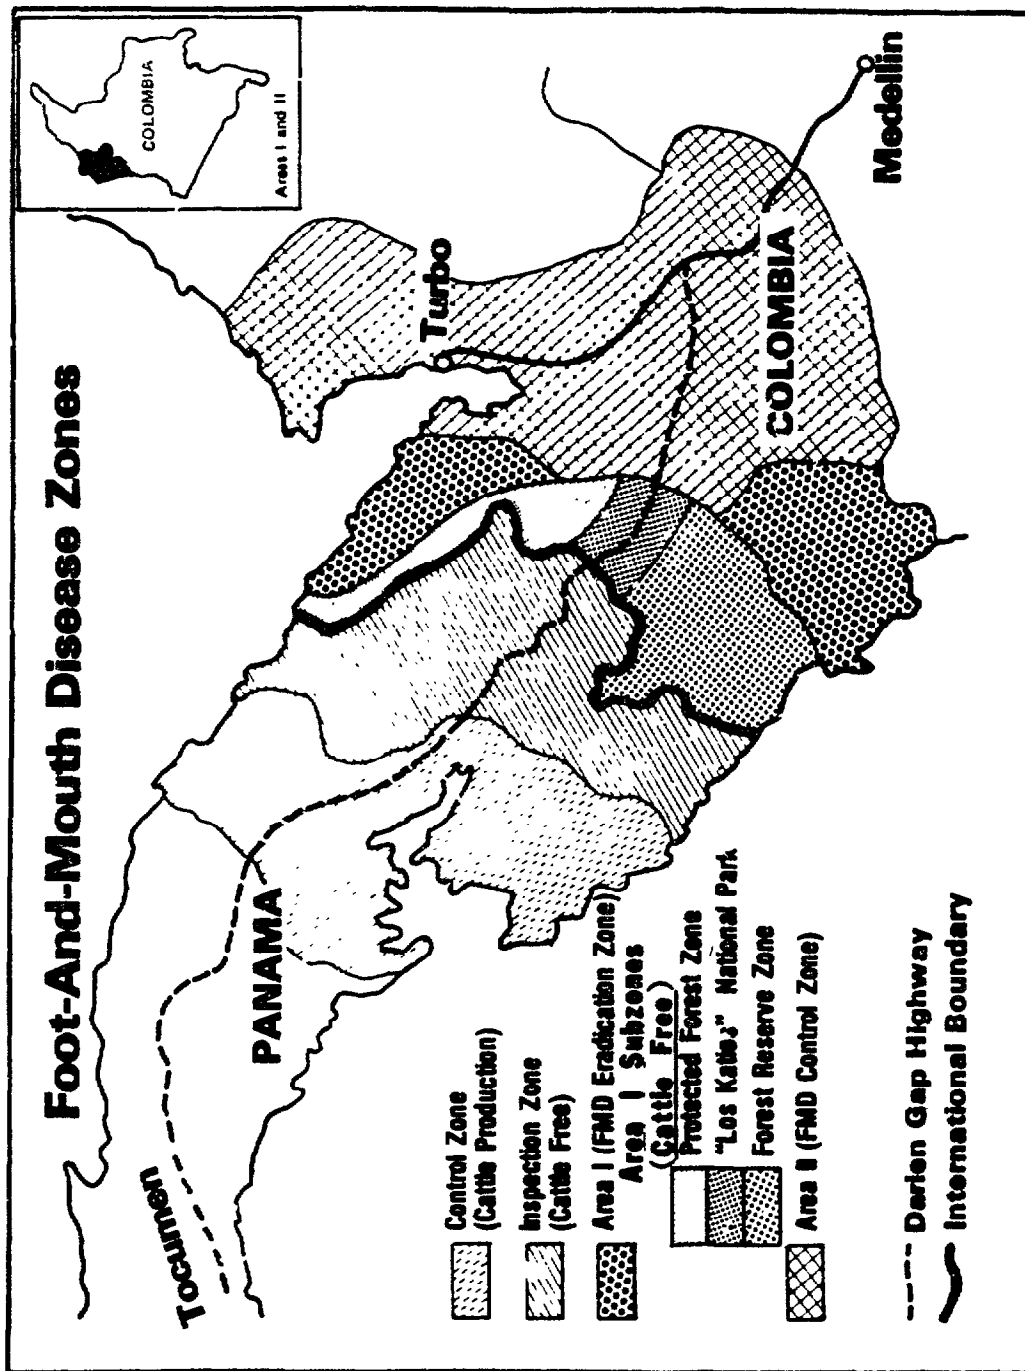 Foot-And-Mouth Disease Zones
COLOMBIA
Areas I and II
Tocumen
PANAMA
Turbo
COLOMBIA
Medellin
Control Zone
(Cattle Production)
Inspection Zone
(Cattle Free)
Area I (FMD Eradication Zone)
Area I Subzones
(Cattle Free)
Protected Forest Zone
"Los Katios" National Park
Forest Reserve Zone
Area II (FMD Control Zone)
Darien Gap Highway
International Boundary